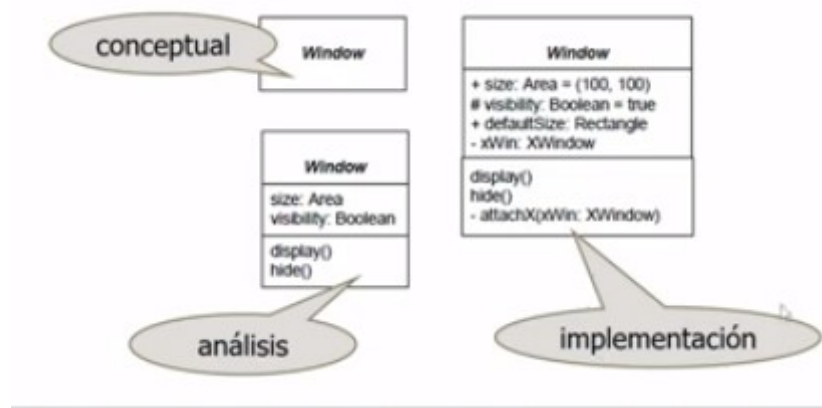 conceptual
Window
Window
size: Area
visibility: Boolean
display()
hide()
análisis
Window
+ size: Area = (100, 100)
# visibility: Boolean = true
+ defaultSize: Rectangle
- xWin: XWindow
display()
hide()
- attachX(xWin: XWindow)
implementación